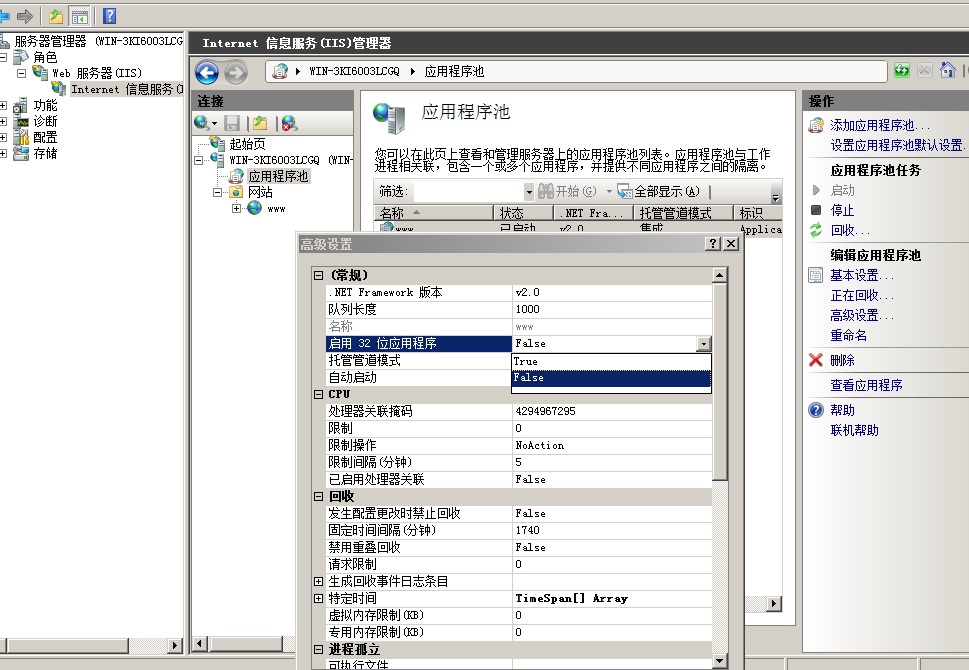 服务器管理器 (WIN-3KI6003LCG
角色
Web 服务器(IIS)
Internet 信息服务(I
功能
诊断
配置
存储
Internet 信息服务(IIS)管理器
WIN-3KI6003LCGQ
应用程序池
连接
起始页
WIN-3KI6003LCGQ (WIN-
应用程序池
网站
www
应用程序池
您可以在此页上查看和管理服务器上的应用程序池列表。应用程序池与工作
进程相关联，包含一个或多个应用程序，并提供不同应用程序之间的隔离。
筛选: 开始(G) 全部显示(A)
名称 状态 .NET Fra... 托管管道模式 标识
www 已启动 v2.0 集成 Applica
高级设置
(常规)
.NET Framework 版本 v2.0
队列长度 1000
名称 www
启用 32 位应用程序 False
托管管道模式 True
自动启动 False
CPU
处理器关联掩码 4294967295
限制 0
限制操作 NoAction
限制间隔(分钟) 5
已启用处理器关联 False
回收
发生配置更改时禁止回收 False
固定时间间隔(分钟) 1740
禁用重叠回收 False
请求限制 0
生成回收事件日志条目
特定时间 TimeSpan[] Array
虚拟内存限制(KB) 0
专用内存限制(KB) 0
进程孤立
可执行文件
操作
添加应用程序池...
设置应用程序池默认设置.
应用程序池任务
启动
停止
回收...
编辑应用程序池
基本设置...
正在回收...
高级设置...
重命名
删除
查看应用程序
帮助
联机帮助